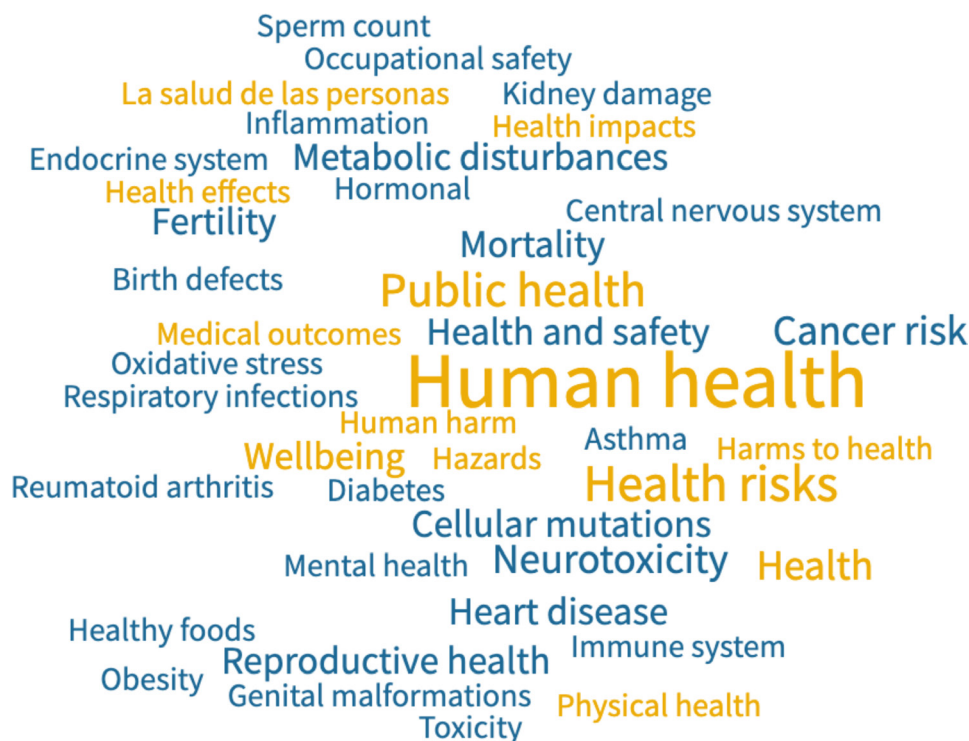 Sperm count
Occupational safety
La salud de las personas
Kidney damage
Inflammation
Health impacts
Endocrine system
Metabolic disturbances
Health effects
Hormonal
Fertility
Central nervous system
Mortality
Birth defects
Public health
Medical outcomes
Health and safety
Cancer risk
Oxidative stress
Human health
Respiratory infections
Human harm
Asthma
Harms to health
Wellbeing
Hazards
Health risks
Reumatoid arthritis
Diabetes
Cellular mutations
Mental health
Neurotoxicity
Health
Heart disease
Healthy foods
Immune system
Reproductive health
Obesity
Genital malformations
Physical health
Toxicity